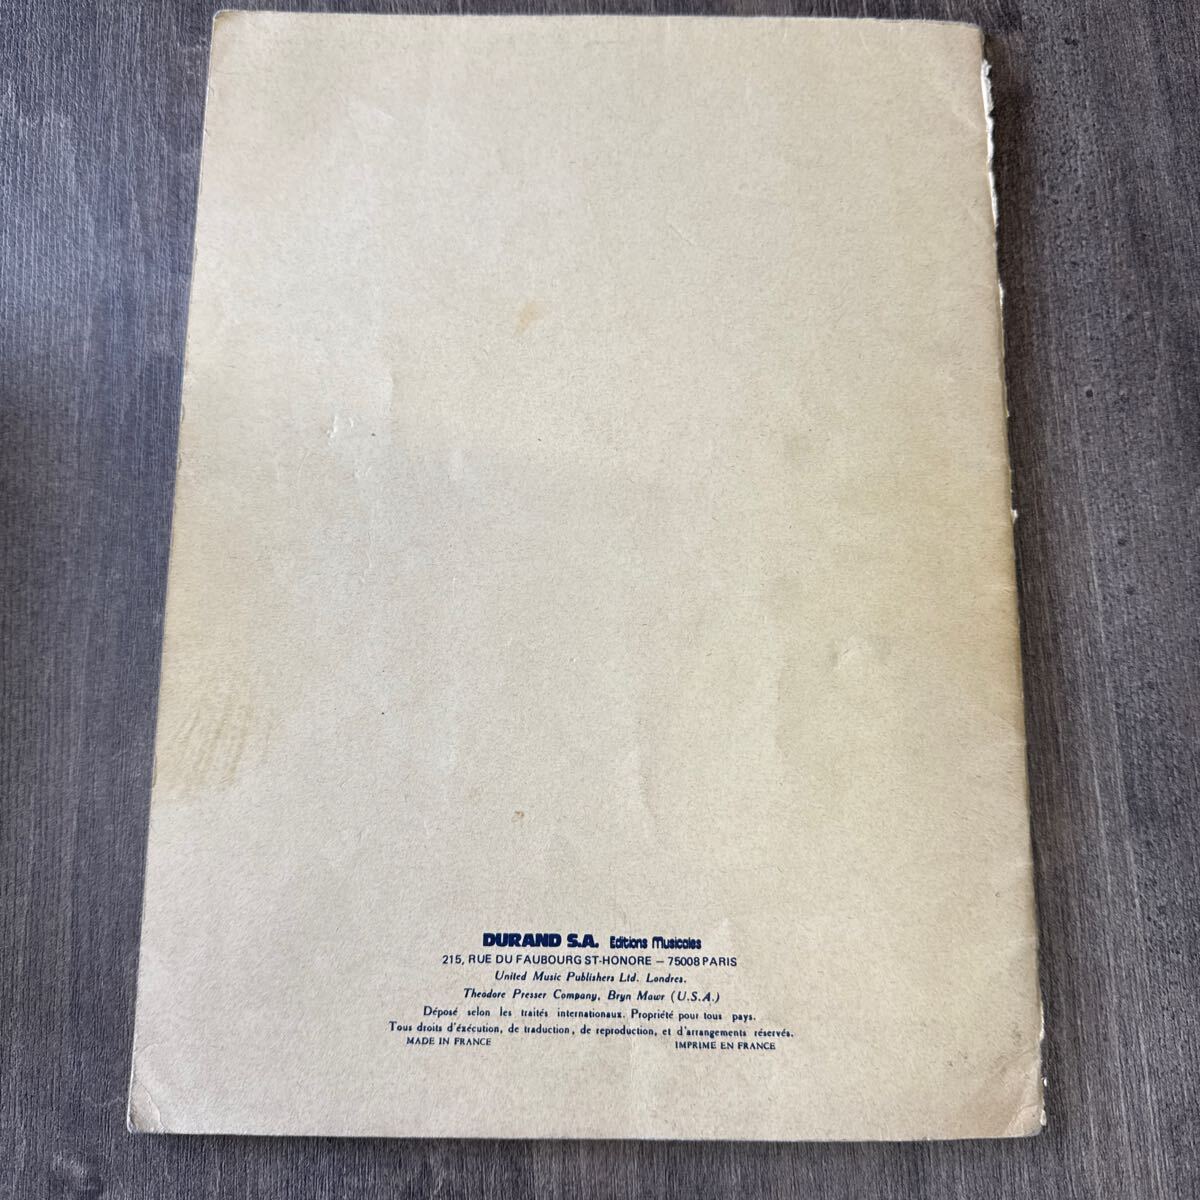 DURAND S.A. Editions Musicales
215, RUE DU FAUBOURG ST-HONORE – 75008 PARIS
United Music Publishers Ltd. Londres.
Theodore Presser Company, Bryn Mawr (U.S.A.)
Déposé selon les traités internationaux. Propriété pour tous pays.
Tous droits d'éxécution, de traduction, de reproduction, et d'arrangements réservés.
MADE IN FRANCE IMPRIME EN FRANCE